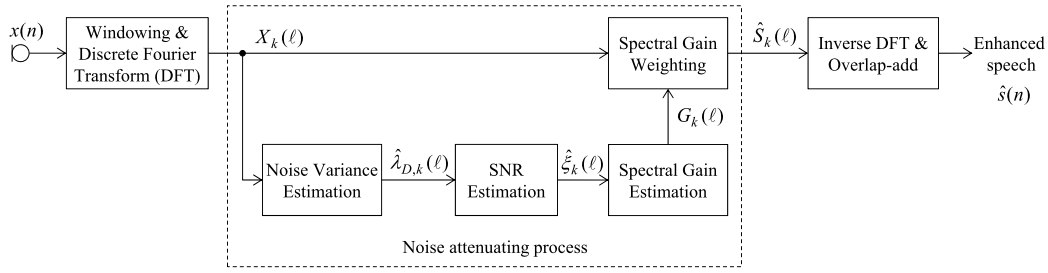 x(n)
Windowing &
Discrete Fourier
Transform (DFT)
X_k(ℓ)
Spectral Gain
Weighting
Ŝ_k(ℓ)
Inverse DFT &
Overlap-add
Enhanced
speech
ŝ(n)
G_k(ℓ)
Noise Variance
Estimation
λ̂_{D,k}(ℓ)
SNR
Estimation
ξ̂_k(ℓ)
Spectral Gain
Estimation
Noise attenuating process